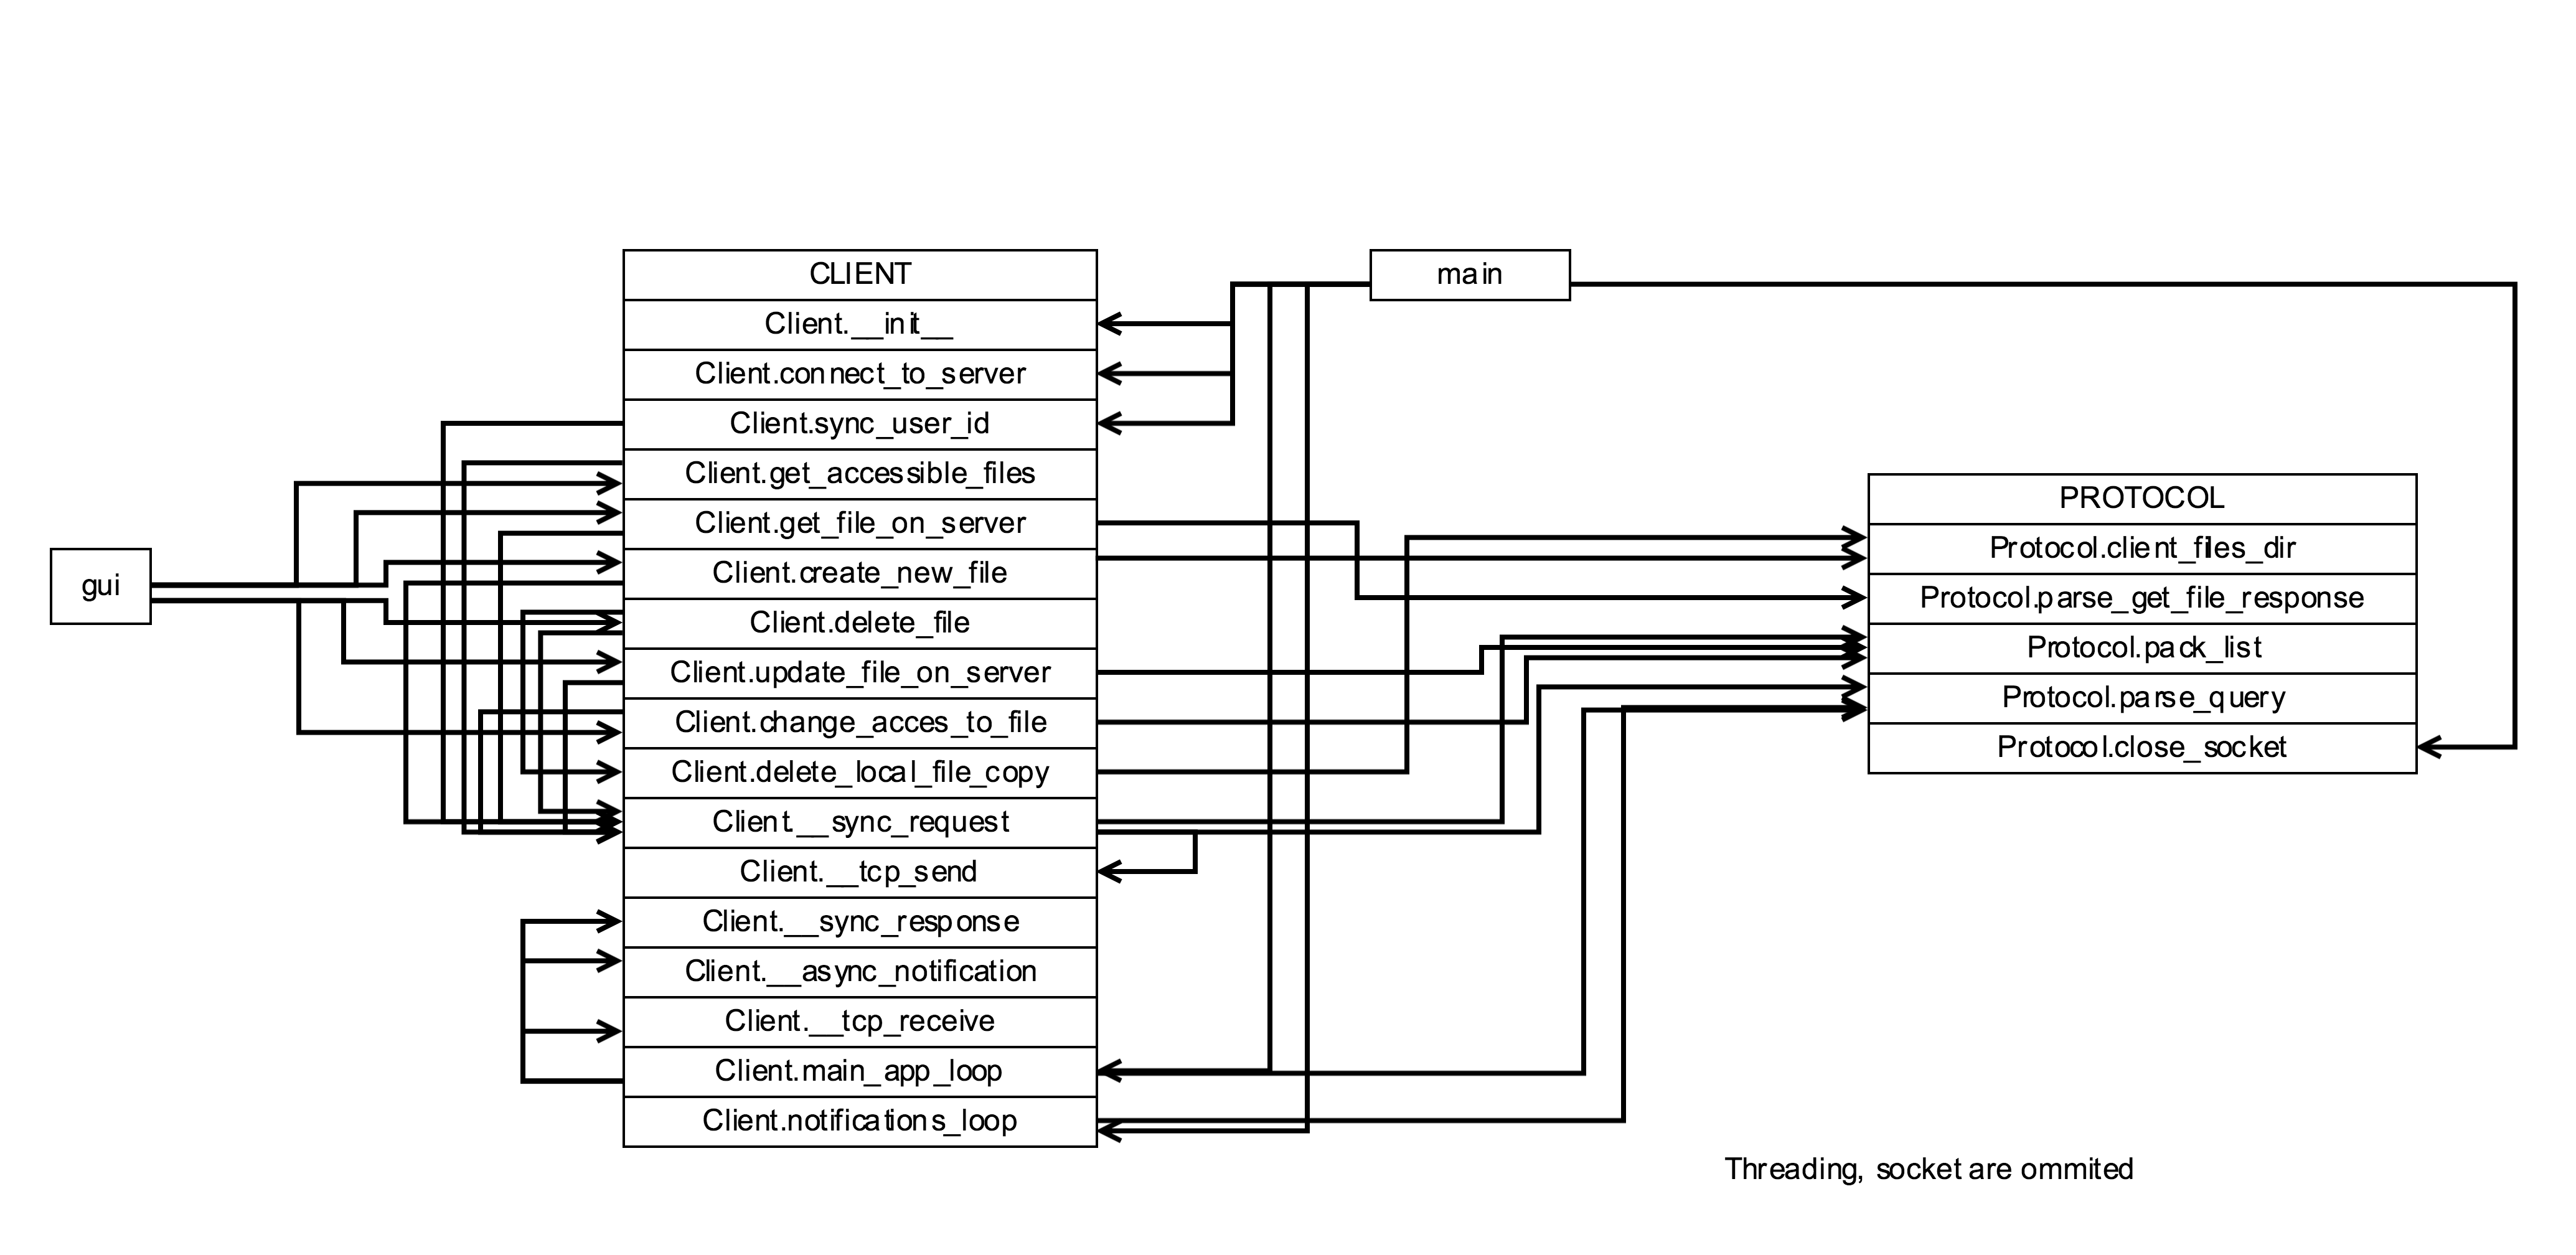 CLIENT
main
Client.__init__
Client.connect_to_server
Client.sync_user_id
Client.get_accessible_files
Client.get_file_on_server
gui
Client.create_new_file
Client.delete_file
Client.update_file_on_server
Client.change_acces_to_file
Client.delete_local_file_copy
Client.__sync_request
Client.__tcp_send
Client.__sync_response
Client.__async_notification
Client.__tcp_receive
Client.main_app_loop
Client.notifications_loop
PROTOCOL
Protocol.client_files_dir
Protocol.parse_get_file_response
Protocol.pack_list
Protocol.parse_query
Protocol.close_socket
Threading, socket are ommited